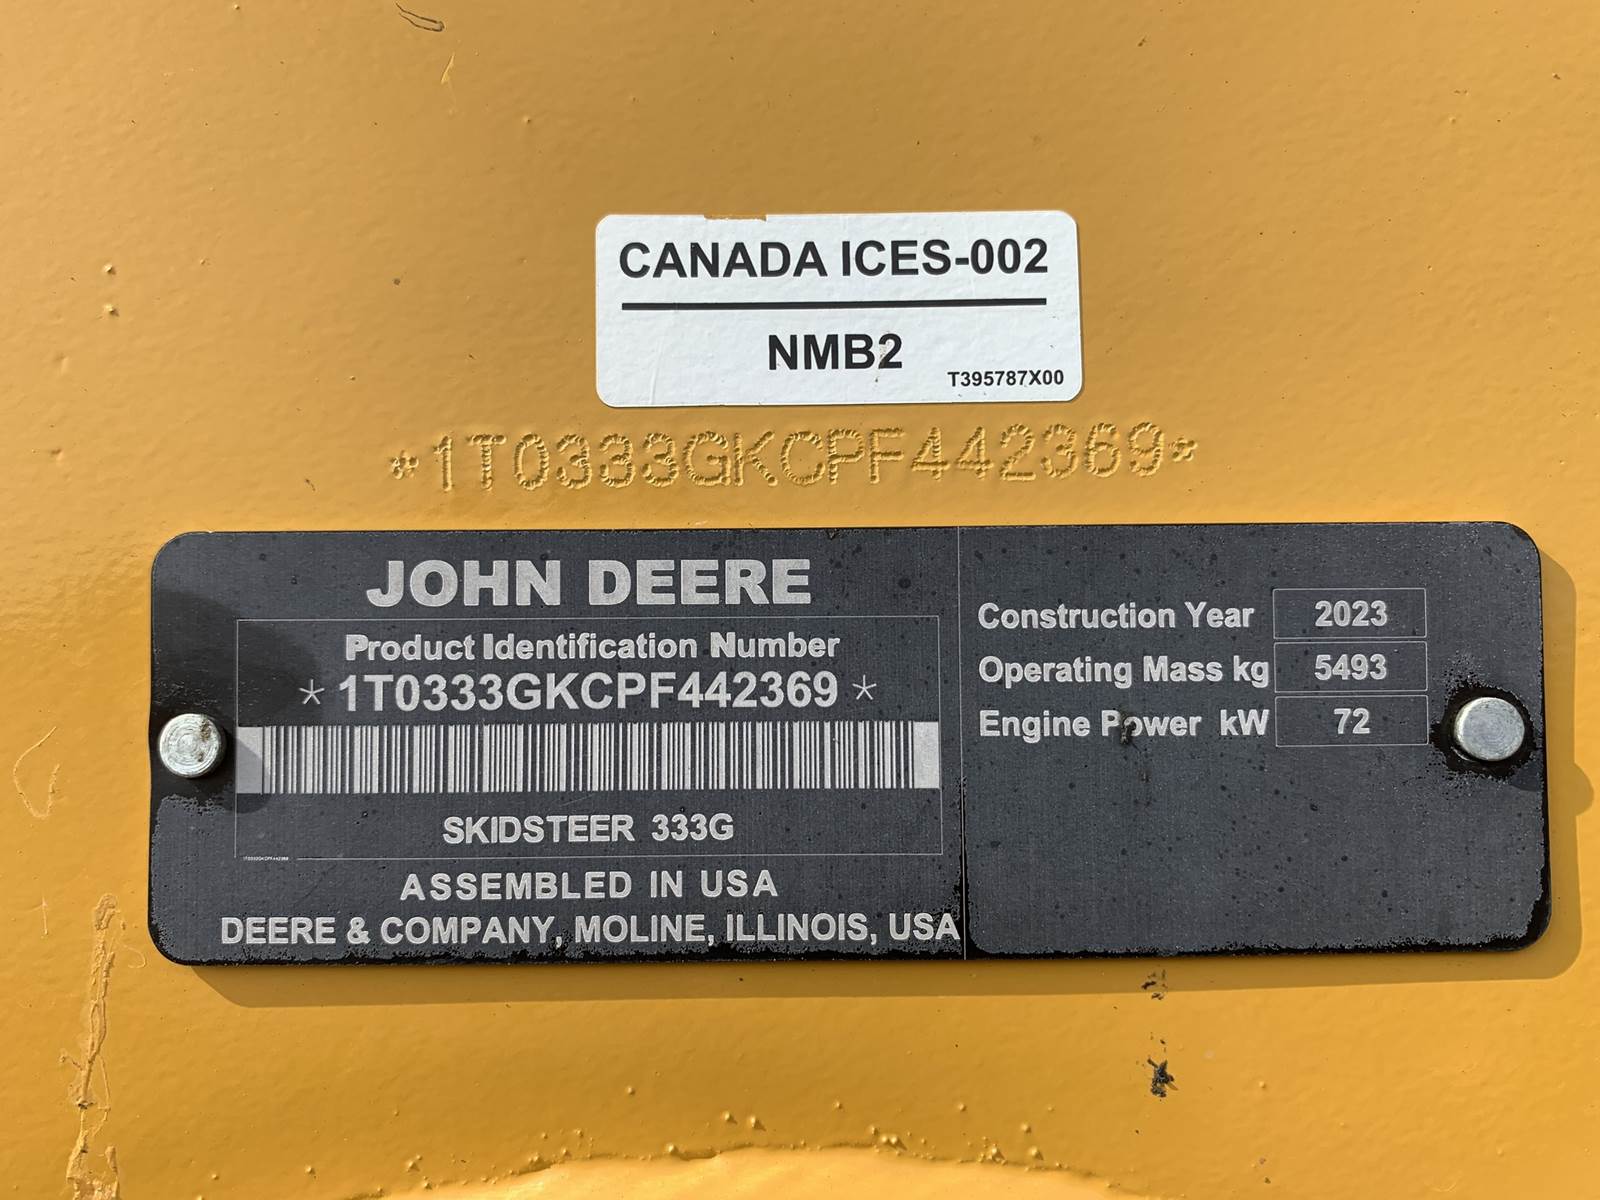 CANADA ICES-002
NMB2
T395787X00
*1T0333GKCPF442369*
JOHN DEERE
Product Identification Number
*1T0333GKCPF442369*
SKIDSTEER 333G
1T0333GKCPF442369
ASSEMBLED IN USA
DEERE & COMPANY, MOLINE, ILLINOIS, USA
Construction Year 2023
Operating Mass kg 5493
Engine Power kW 72